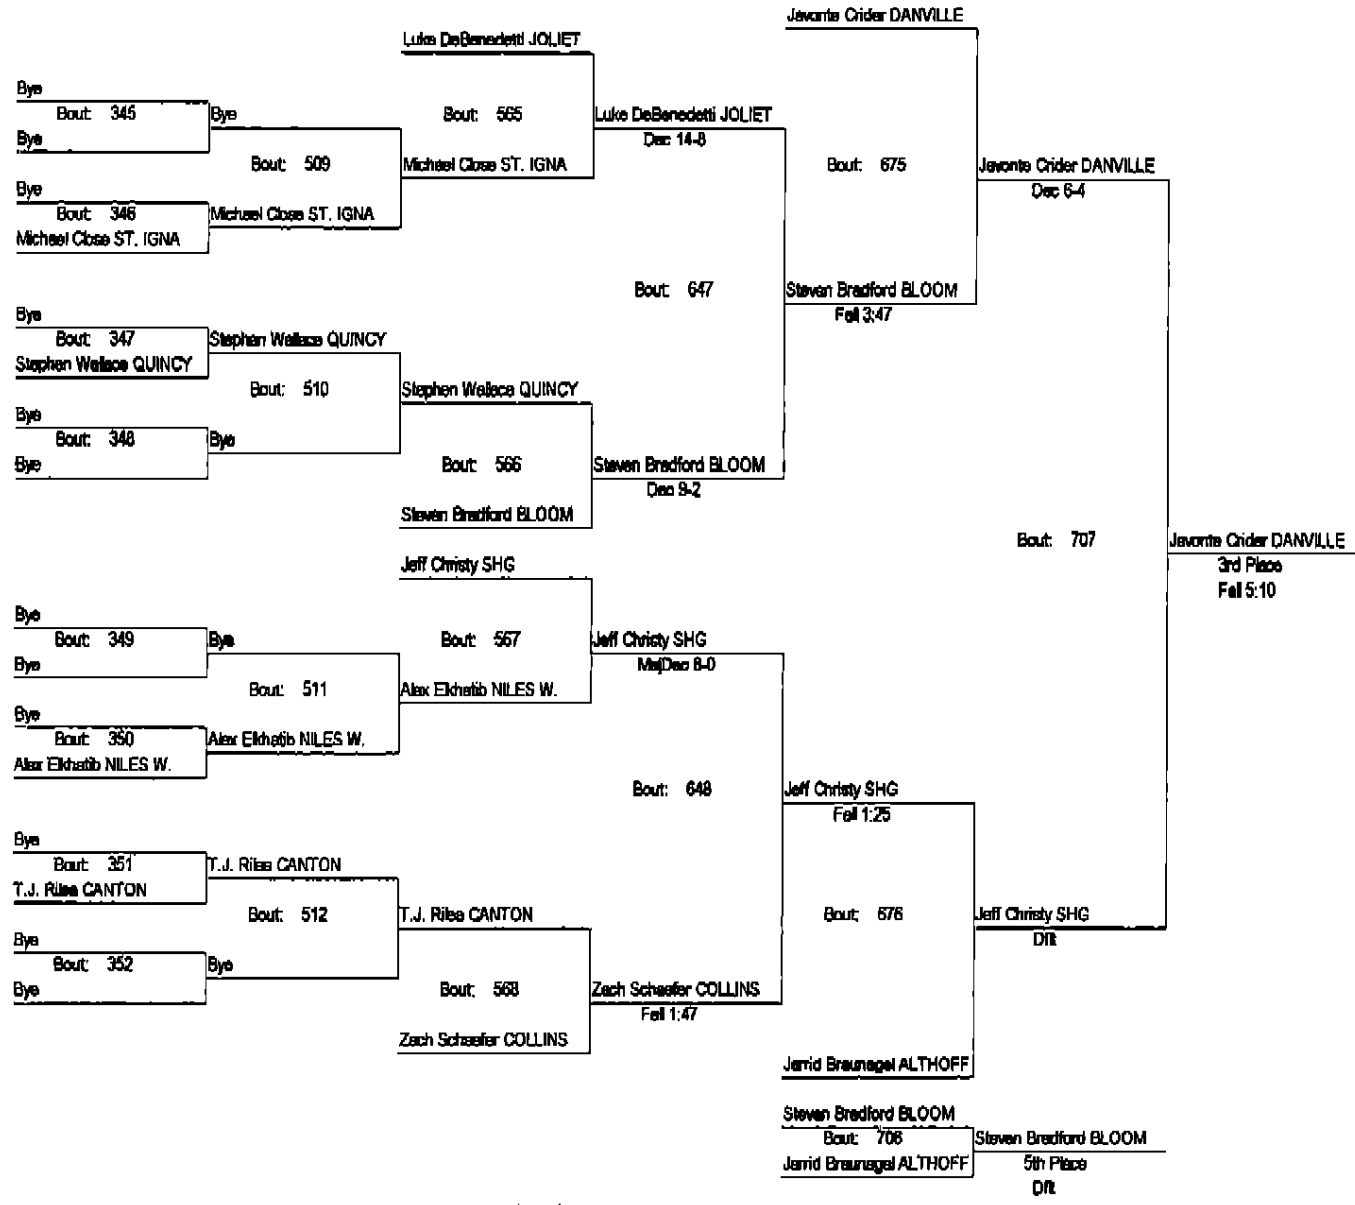 Javonte Crider DANVILLE
Luke DeBenedetti JOLIET
Bye
Bout: 345
Bye
Bye
Bout: 509
Bout: 565
Luke DeBenedetti JOLIET
Dec 14-8
Michael Close ST. IGNA
Bout: 675
Javonte Crider DANVILLE
Dec 6-4
Bye
Bout: 346
Michael Close ST. IGNA
Michael Close ST. IGNA
Bout: 647
Steven Bradford BLOOM
Fall 3:47
Bye
Bout: 347
Stephen Wallace QUINCY
Stephen Wallace QUINCY
Bout: 510
Stephen Wallace QUINCY
Bye
Bout: 348
Bye
Bye
Bout: 566
Steven Bradford BLOOM
Dec 9-2
Steven Bradford BLOOM
Bout: 707
Javonte Crider DANVILLE
3rd Place
Fall 5:10
Jeff Christy SHG
Bye
Bout: 349
Bye
Bye
Bout: 567
Jeff Christy SHG
MajDec 8-0
Bout: 511
Alex Elkhatib NILES W.
Bye
Bout: 350
Alex Elkhatib NILES W.
Alex Elkhatib NILES W.
Bout: 648
Jeff Christy SHG
Fall 1:25
Bye
Bout: 351
T.J. Rilea CANTON
T.J. Rilea CANTON
Bout: 512
T.J. Rilea CANTON
Bout: 676
Jeff Christy SHG
Dflt
Bye
Bout: 352
Bye
Bye
Bout: 568
Zach Schaefer COLLINS
Fall 1:47
Zach Schaefer COLLINS
Jarrid Braunagel ALTHOFF
Steven Bradford BLOOM
Bout: 706
Jarrid Braunagel ALTHOFF
Steven Bradford BLOOM
5th Place
Dflt